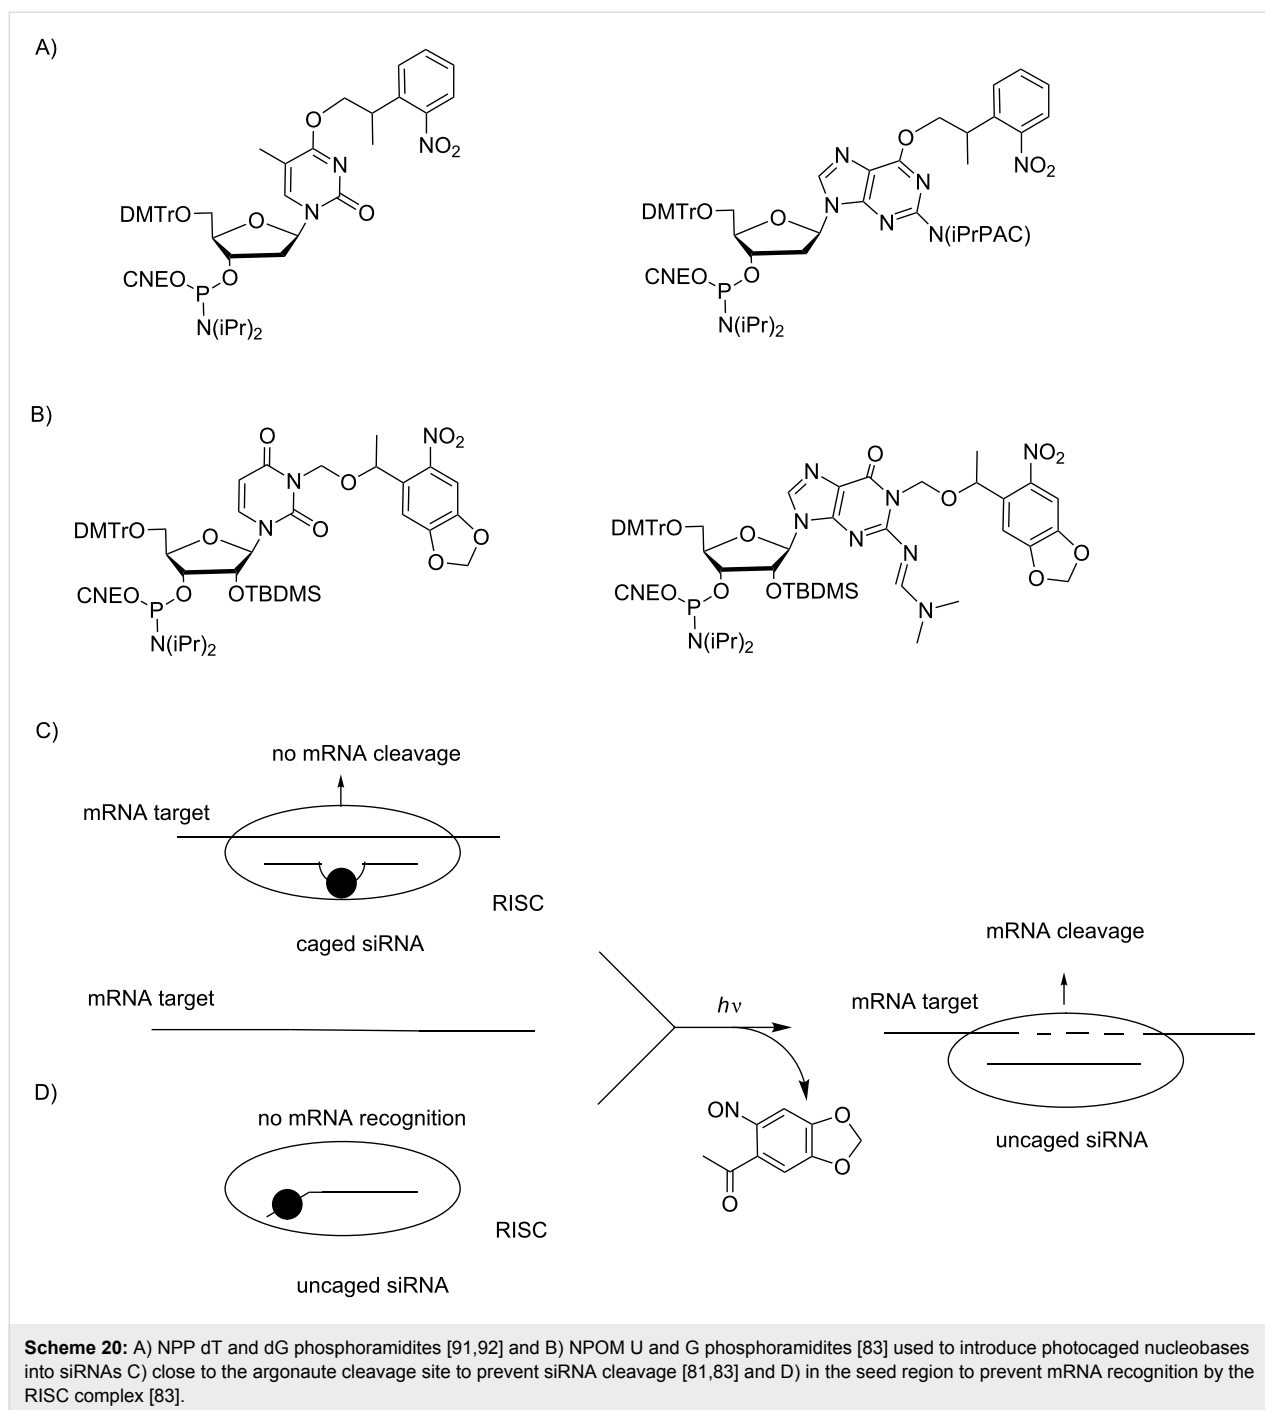 A)
O
NO2
N
N
O
DMTrO
O
CNEO
O
P
N(iPr)2
O
NO2
N
N
N
N
N(iPrPAC)
DMTrO
O
CNEO
O
P
N(iPr)2
B)
O
NO2
N
O
N
O
O
O
DMTrO
O
CNEO
O
OTBDMS
P
N(iPr)2
O
NO2
N
N
O
N
N
N
O
O
DMTrO
O
CNEO
O
OTBDMS
N
P
N(iPr)2
C)
no mRNA cleavage
mRNA target
RISC
caged siRNA
mRNA target
hν
mRNA cleavage
mRNA target
uncaged siRNA
D)
no mRNA recognition
RISC
uncaged siRNA
ON
O
O
O
Scheme 20: A) NPP dT and dG phosphoramidites [91,92] and B) NPOM U and G phosphoramidites [83] used to introduce photocaged nucleobases
into siRNAs C) close to the argonaute cleavage site to prevent siRNA cleavage [81,83] and D) in the seed region to prevent mRNA recognition by the
RISC complex [83].